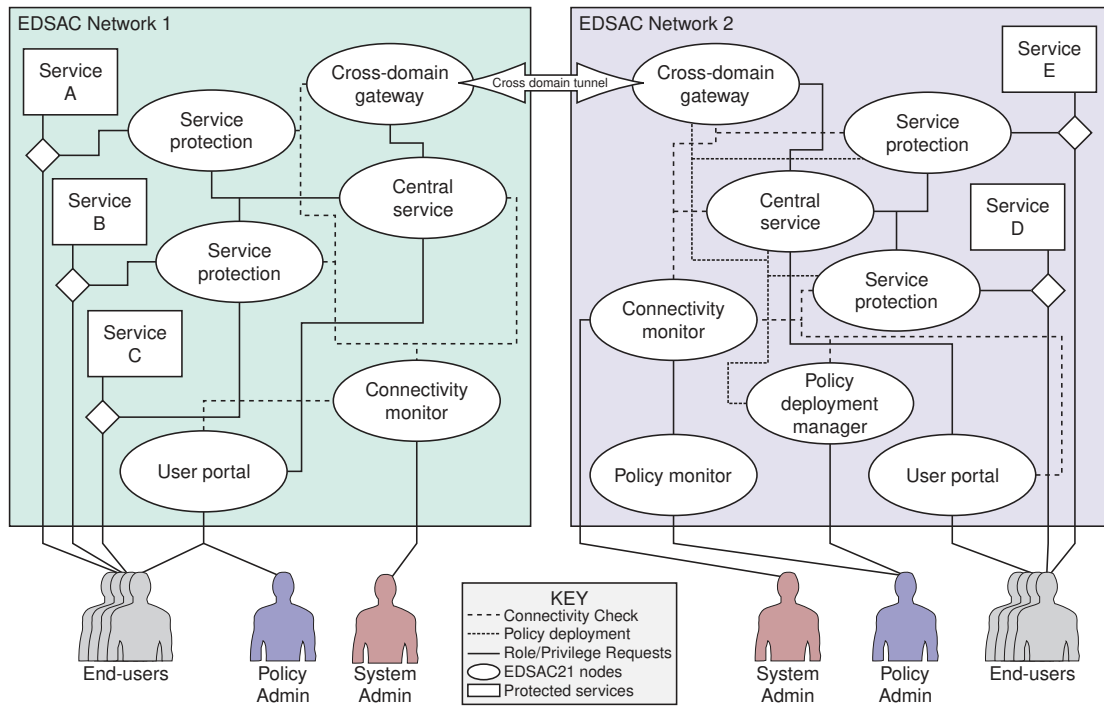 EDSAC Network 1
Service
A
Cross-domain
gateway
Service
protection
Service
B
Central
service
Service
protection
Service
C
Connectivity
monitor
User portal
Cross domain tunnel
EDSAC Network 2
Cross-domain
gateway
Service
E
Service
protection
Central
service
Service
D
Service
protection
Connectivity
monitor
Policy
deployment
manager
Policy monitor
User portal
End-users
Policy
Admin
System
Admin
KEY
Connectivity Check
Policy deployment
Role/Privilege Requests
EDSAC21 nodes
Protected services
System
Admin
Policy
Admin
End-users